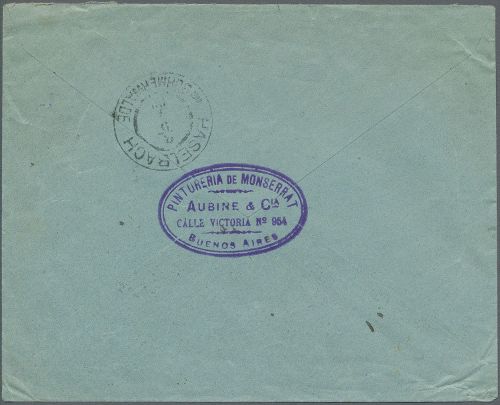 HASELBACH
PINTURERIA DE MONSERRAT
AUBINE & CIA
CALLE VICTORIA Nº 954
BUENOS AIRES